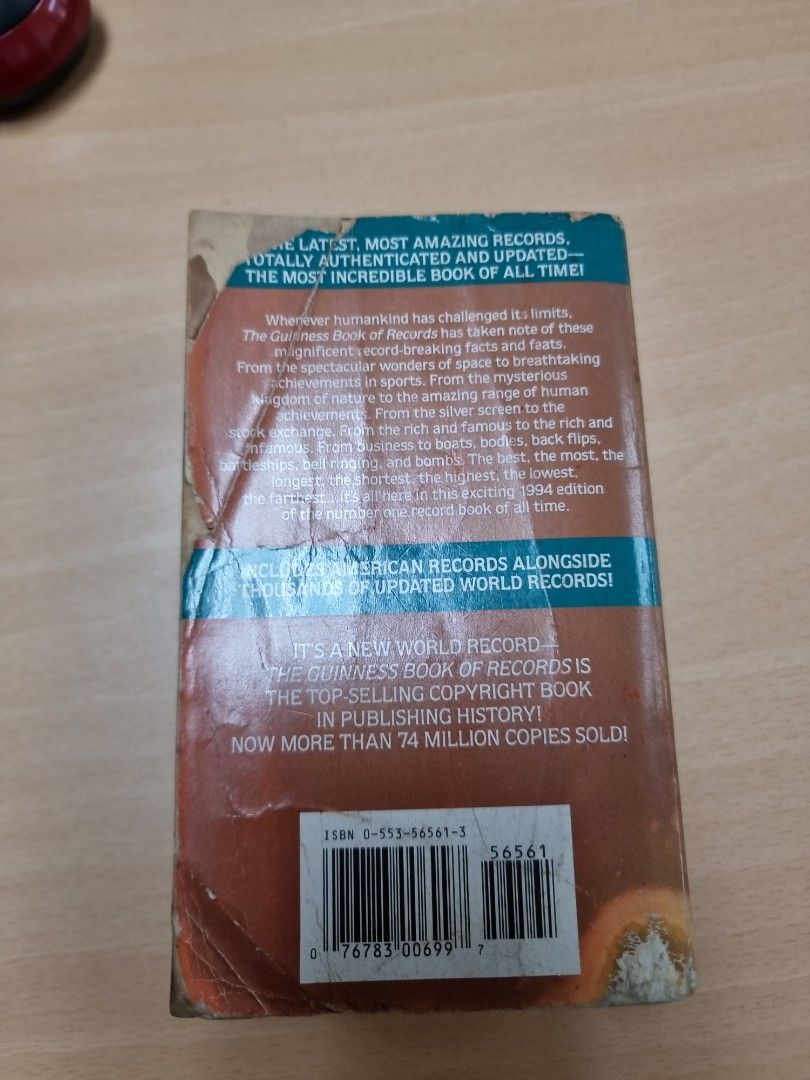 THE LATEST, MOST AMAZING RECORDS,
TOTALLY AUTHENTICATED AND UPDATED—
THE MOST INCREDIBLE BOOK OF ALL TIME!
Whenever humankind has challenged its limits,
The Guinness Book of Records has taken note of these
magnificent record-breaking facts and feats.
From the spectacular wonders of space to breathtaking
achievements in sports. From the mysterious
kingdom of nature to the amazing range of human
achievements. From the silver screen to the
stock exchange. From the rich and famous to the rich and
infamous. From business to boats, bodies, back flips,
battleships, bell ringing, and bombs. The best, the most, the
longest, the shortest, the highest, the lowest,
the farthest...it's all here in this exciting 1994 edition
of the number one record book of all time.
INCLUDES AMERICAN RECORDS ALONGSIDE
THOUSANDS OF UPDATED WORLD RECORDS!
IT'S A NEW WORLD RECORD—
THE GUINNESS BOOK OF RECORDS IS
THE TOP-SELLING COPYRIGHT BOOK
IN PUBLISHING HISTORY!
NOW MORE THAN 74 MILLION COPIES SOLD!
ISBN 0-553-56561-3
56561
0 76783 00699 7